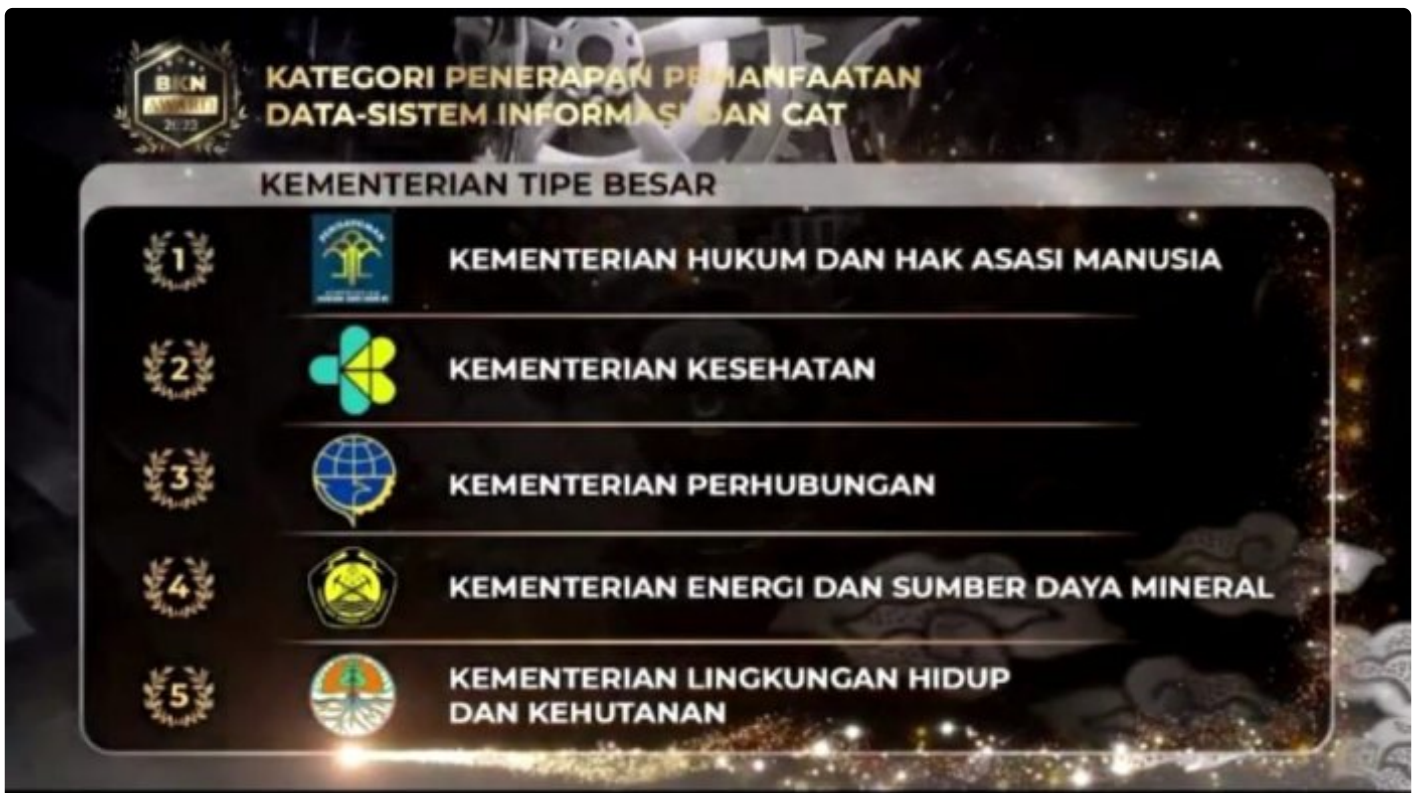 BKN
AWARD
2022
KATEGORI PENERAPAN PEMANFAATAN
DATA-SISTEM INFORMASI DAN CAT
KEMENTERIAN TIPE BESAR
1
PENGAYOMAN
KEMENTERIAN HUKUM DAN HAK ASASI MANUSIA
2
KEMENTERIAN KESEHATAN
3
KEMENTERIAN PERHUBUNGAN
4
KEMENTERIAN ENERGI DAN SUMBER DAYA MINERAL
5
KEMENTERIAN LINGKUNGAN HIDUP
DAN KEHUTANAN